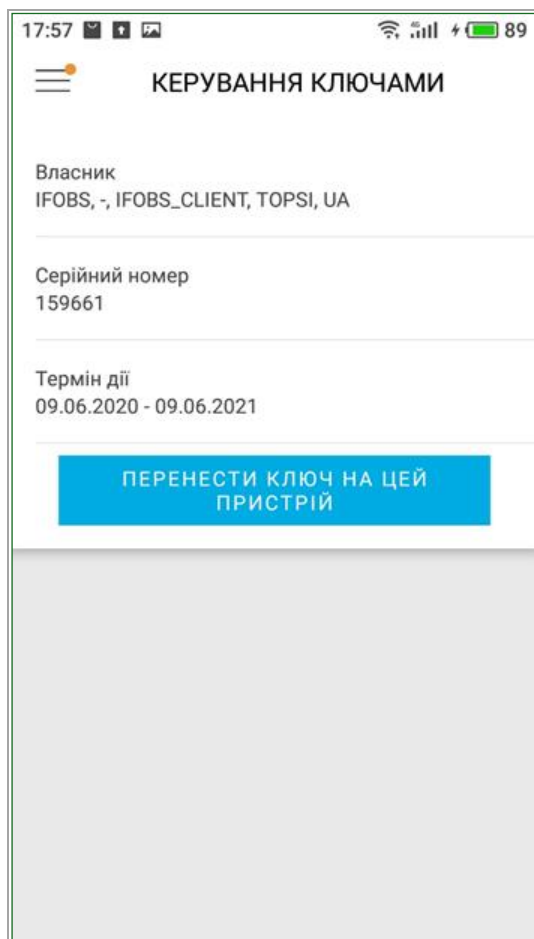 17:57
89
КЕРУВАННЯ КЛЮЧАМИ
Власник
IFOBS, -, IFOBS_CLIENT, TOPSI, UA
Серійний номер
159661
Термін дії
09.06.2020 - 09.06.2021
ПЕРЕНЕСТИ КЛЮЧ НА ЦЕЙ
ПРИСТРІЙ